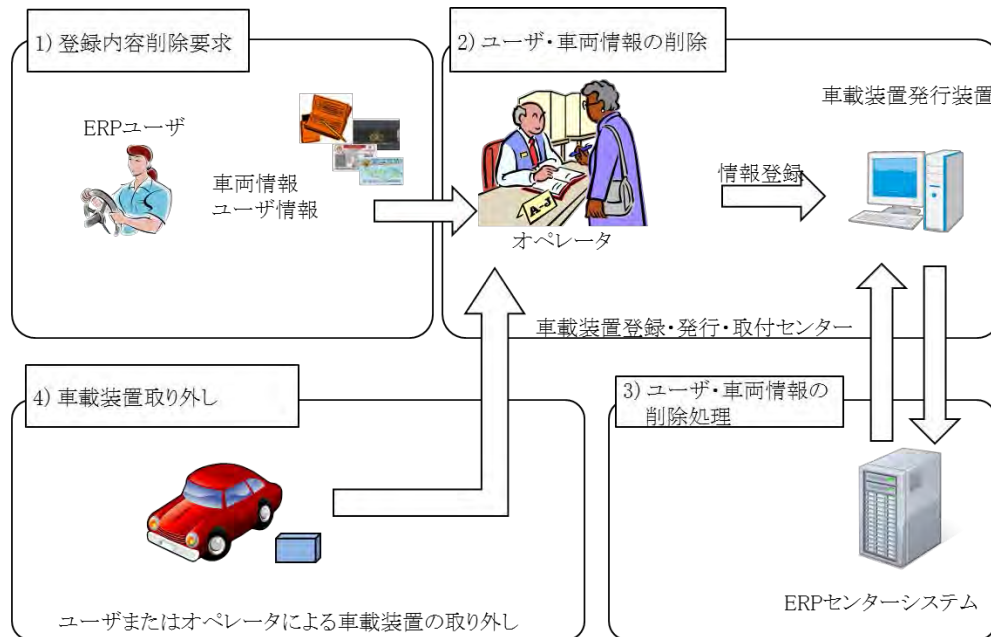 1) 登録内容削除要求
ERPユーザ
車両情報
ユーザ情報
2) ユーザ・車両情報の削除
A-J
オペレータ
情報登録
車載装置発行装置
車載装置登録・発行・取付センター
3) ユーザ・車両情報の
削除処理
ERPセンターシステム
4) 車載装置取り外し
ユーザまたはオペレータによる車載装置の取り外し